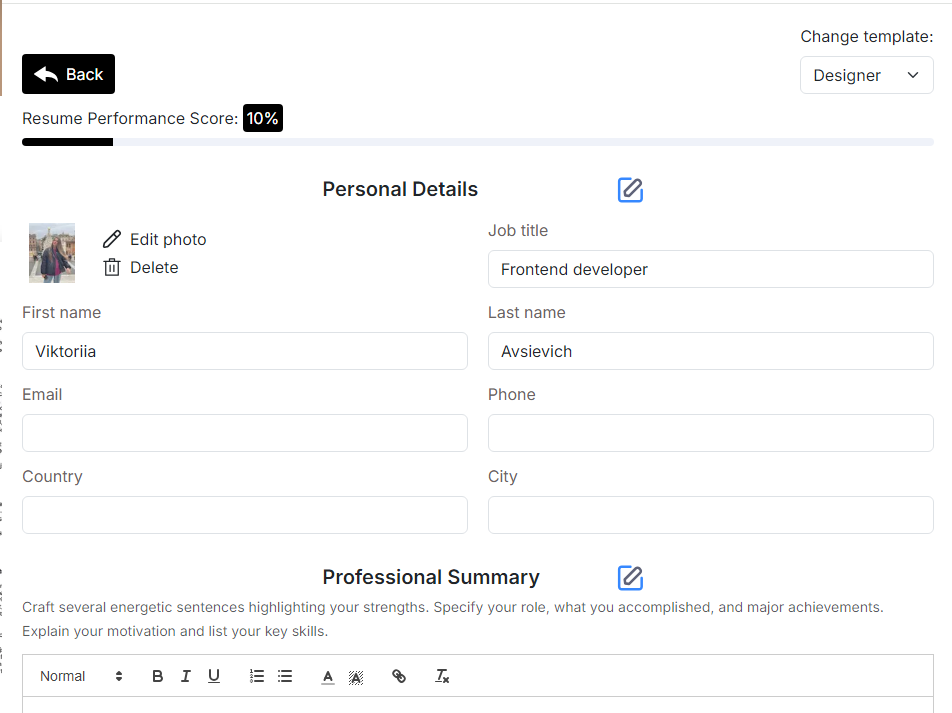 Change template:
Back
Designer
Resume Performance Score: 10%
Personal Details
Edit photo
Delete
Job title
Frontend developer
First name
Last name
Viktoriia
Avsievich
Email
Phone
Country
City
Professional Summary
Craft several energetic sentences highlighting your strengths. Specify your role, what you accomplished, and major achievements.
Explain your motivation and list your key skills.
Normal B I U A A Tx